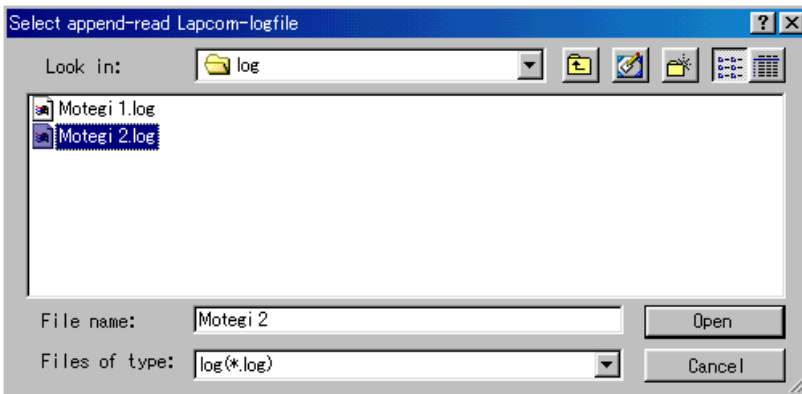 Select append-read Lapcom-logfile
Look in: log
Motegi 1.log
Motegi 2.log
File name: Motegi 2 Open
Files of type: log(*.log) Cancel